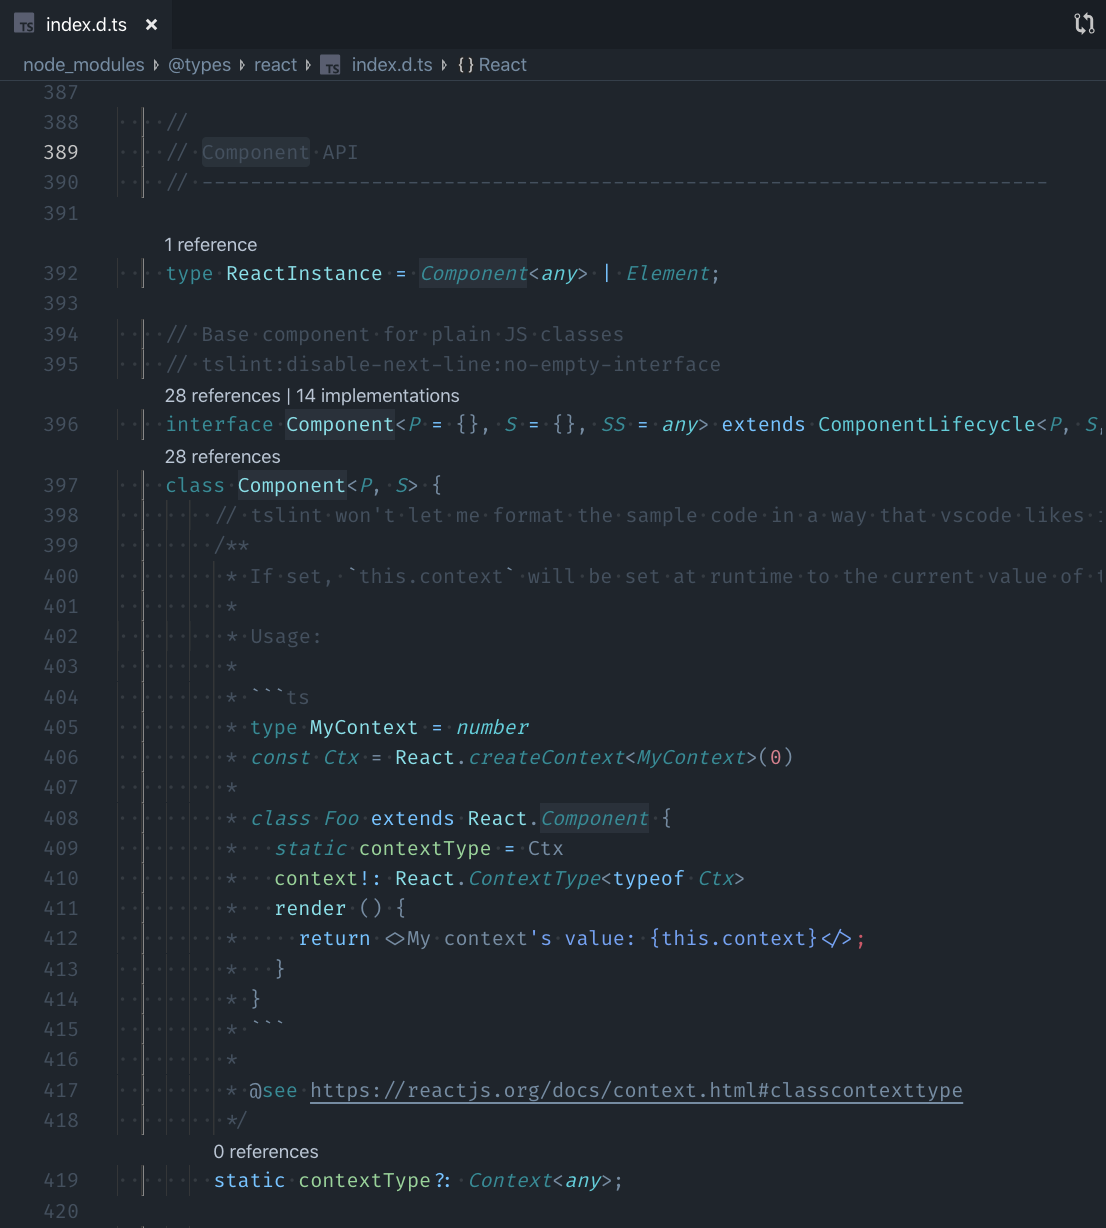 TS index.d.ts ×
node_modules › @types › react › TS index.d.ts › {} React
387
388 //
389 // Component API
390 // ----------------------------------------------------------------------
391
1 reference
392 type ReactInstance = Component<any> | Element;
393
394 // Base component for plain JS classes
395 // tslint:disable-next-line:no-empty-interface
28 references | 14 implementations
396 interface Component<P = {}, S = {}, SS = any> extends ComponentLifecycle<P, S,
28 references
397 class Component<P, S> {
398 // tslint won't let me format the sample code in a way that vscode likes
399 /**
400 * If set, `this.context` will be set at runtime to the current value of
401 *
402 * Usage:
403 *
404 * ```ts
405 * type MyContext = number
406 * const Ctx = React.createContext<MyContext>(0)
407 *
408 * class Foo extends React.Component {
409 * static contextType = Ctx
410 * context!: React.ContextType<typeof Ctx>
411 * render () {
412 * return <>My context's value: {this.context}</>;
413 * }
414 * }
415 * ```
416 *
417 * @see https://reactjs.org/docs/context.html#classcontexttype
418 */
0 references
419 static contextType?: Context<any>;
420